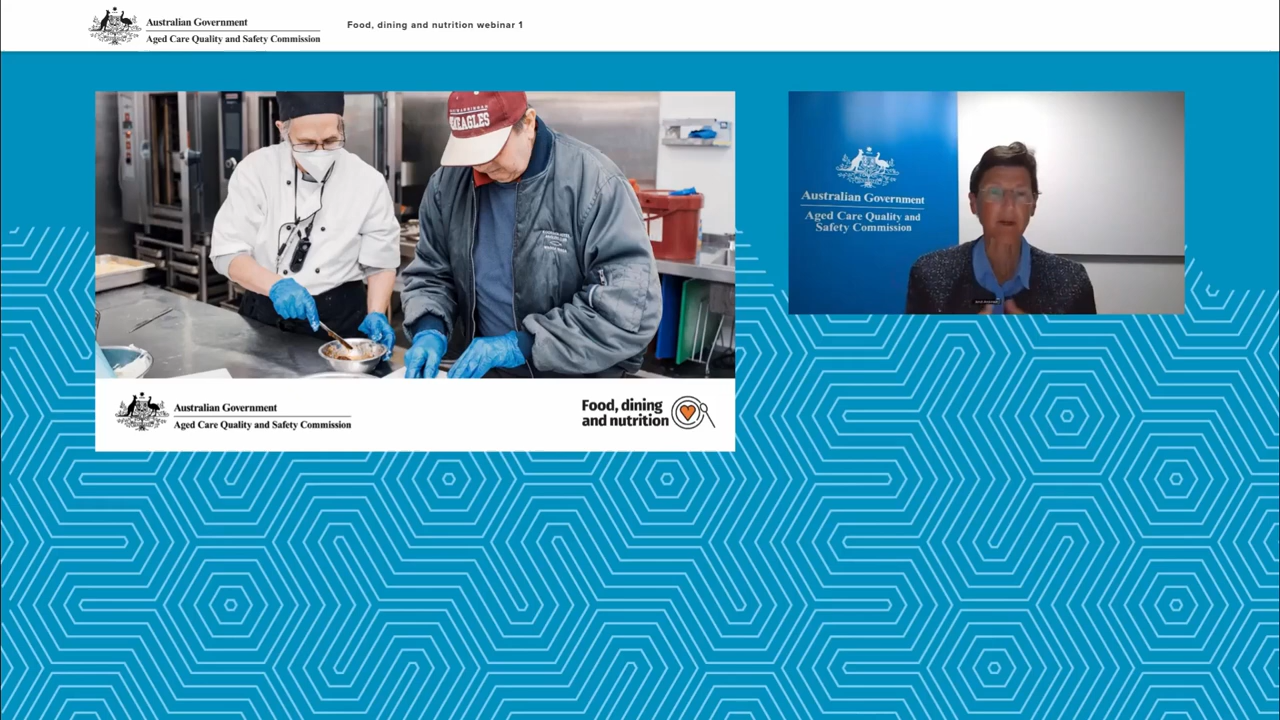 Australian Government
Aged Care Quality and Safety Commission
Food, dining and nutrition webinar 1
EAGLES
Australian Government
Aged Care Quality and
Safety Commission
Australian Government
Aged Care Quality and Safety Commission
Food, dining
and nutrition